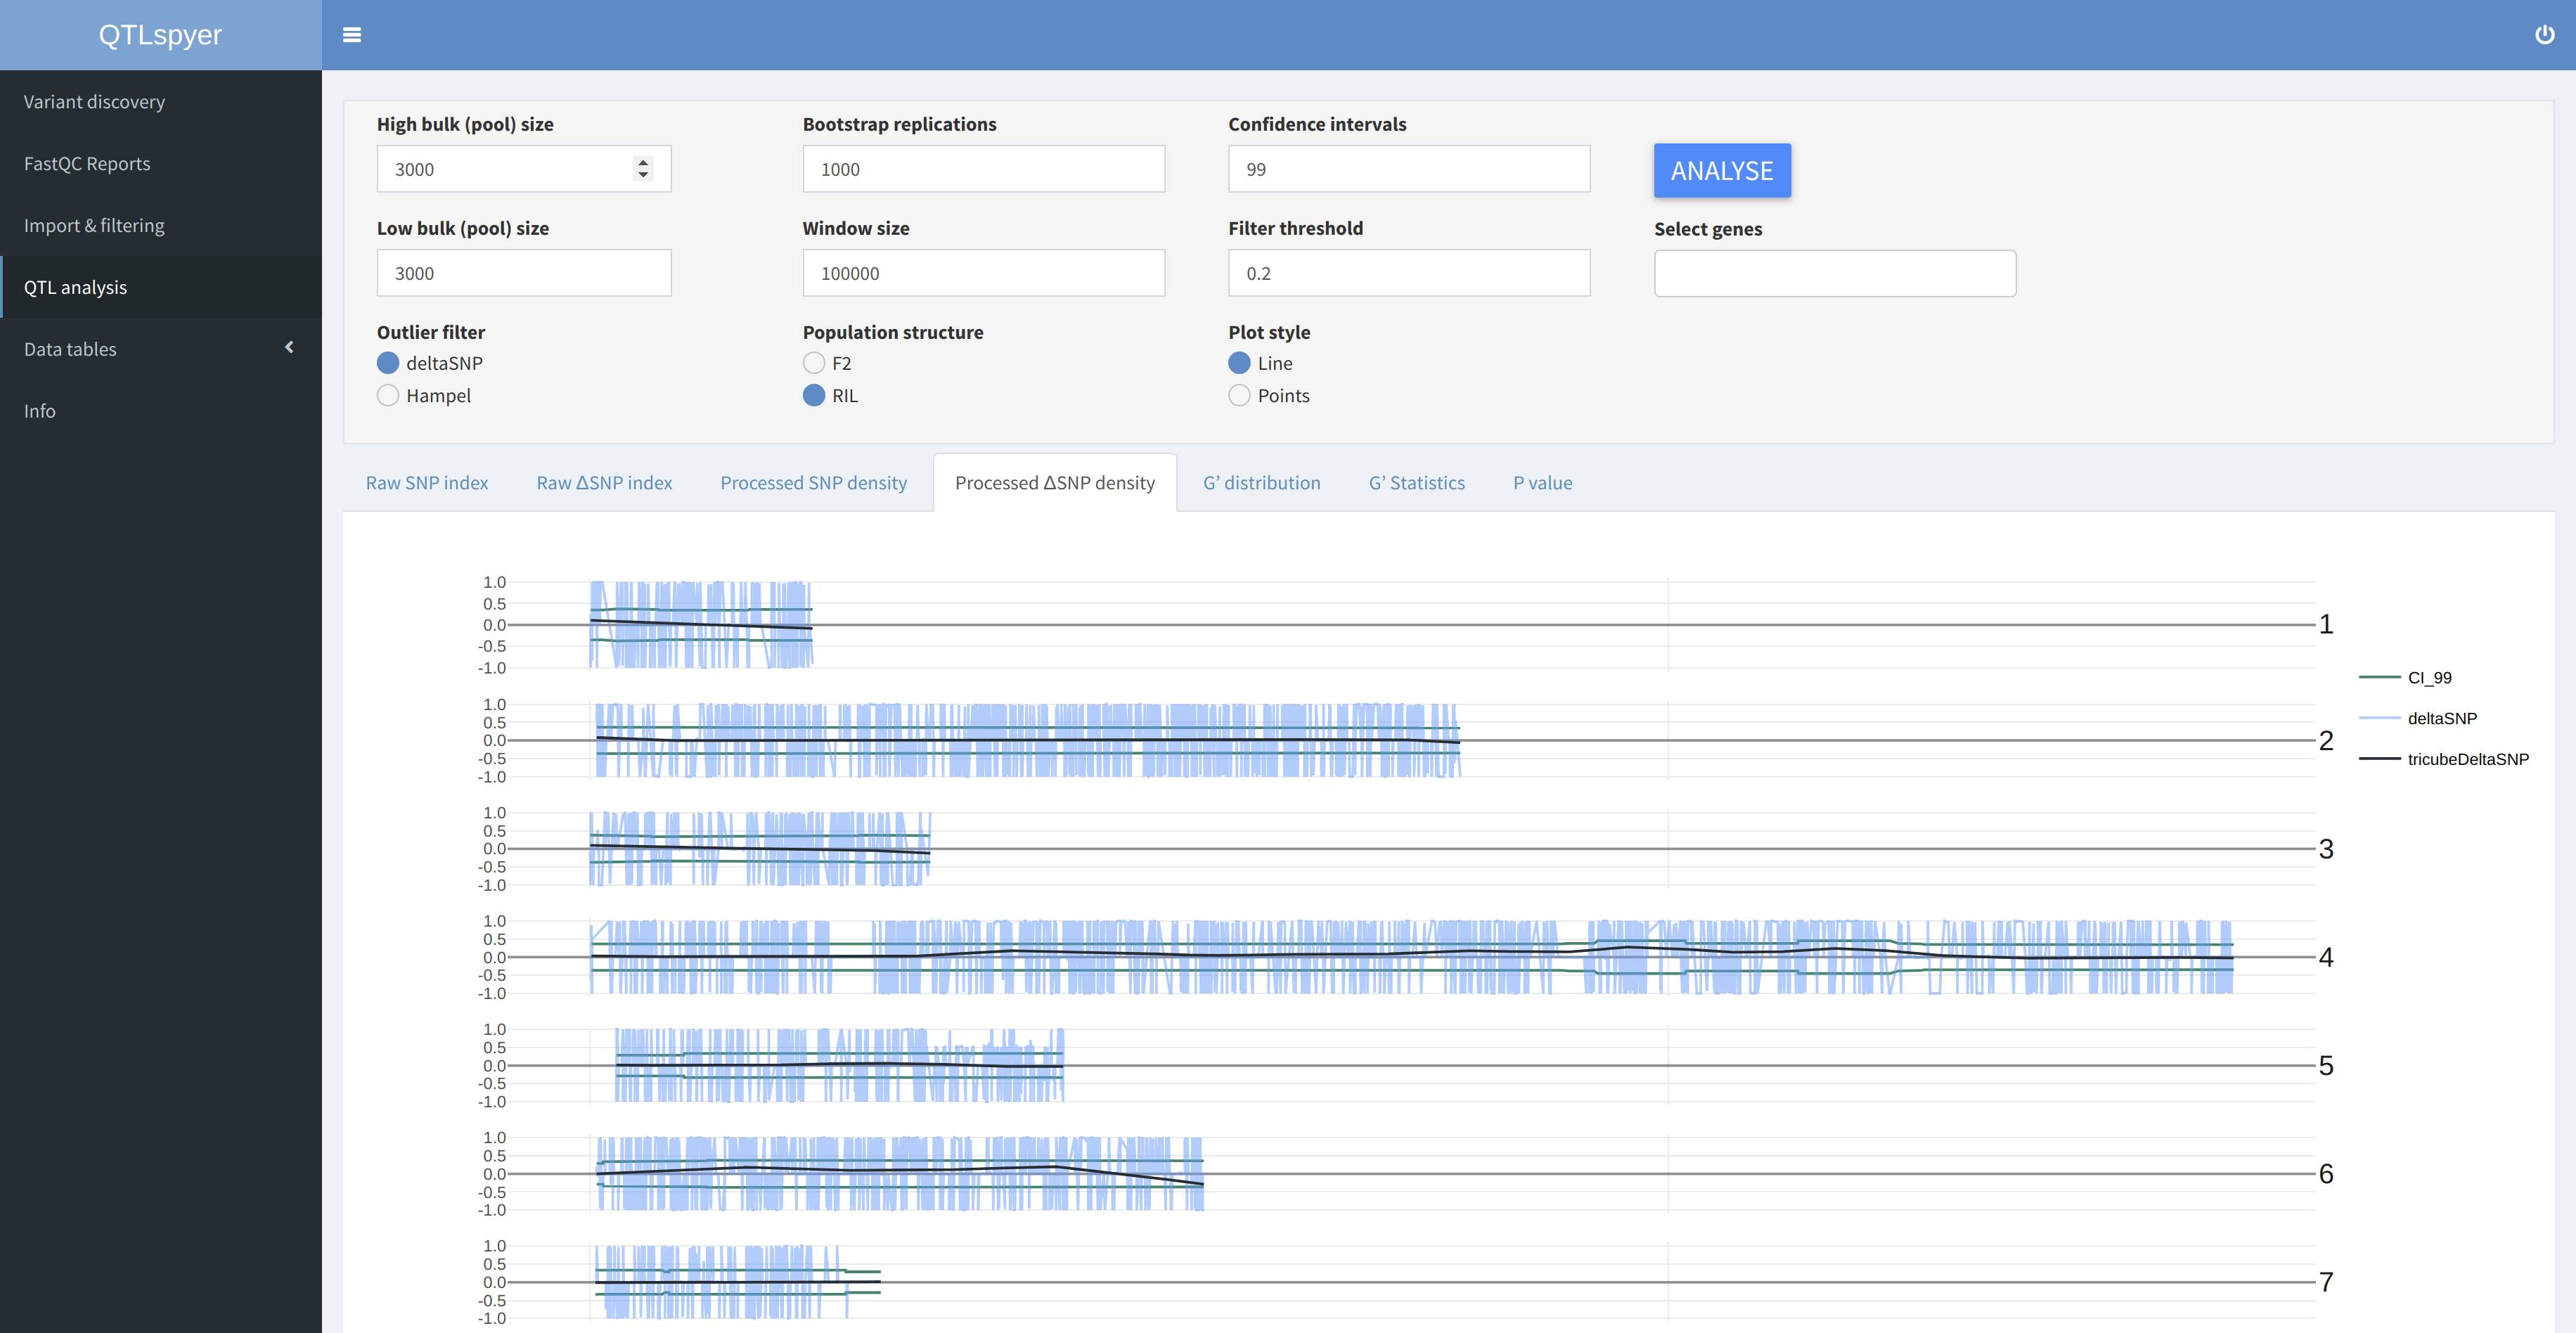 QTLspyer
Variant discovery
FastQC Reports
Import & filtering
QTL analysis
Data tables
Info
High bulk (pool) size
Bootstrap replications
Confidence intervals
3000
1000
99
ANALYSE
Low bulk (pool) size
Window size
Filter threshold
Select genes
3000
100000
0.2
Outlier filter
Population structure
Plot style
deltaSNP
F2
Line
Hampel
RIL
Points
Raw SNP index
Raw ΔSNP index
Processed SNP density
Processed ΔSNP density
G’ distribution
G’ Statistics
P value
1.0
0.5
0.0
-0.5
-1.0
1
1.0
0.5
0.0
-0.5
-1.0
2
1.0
0.5
0.0
-0.5
-1.0
3
1.0
0.5
0.0
-0.5
-1.0
4
1.0
0.5
0.0
-0.5
-1.0
5
1.0
0.5
0.0
-0.5
-1.0
6
1.0
0.5
0.0
-0.5
-1.0
7
CI_99
deltaSNP
tricubeDeltaSNP